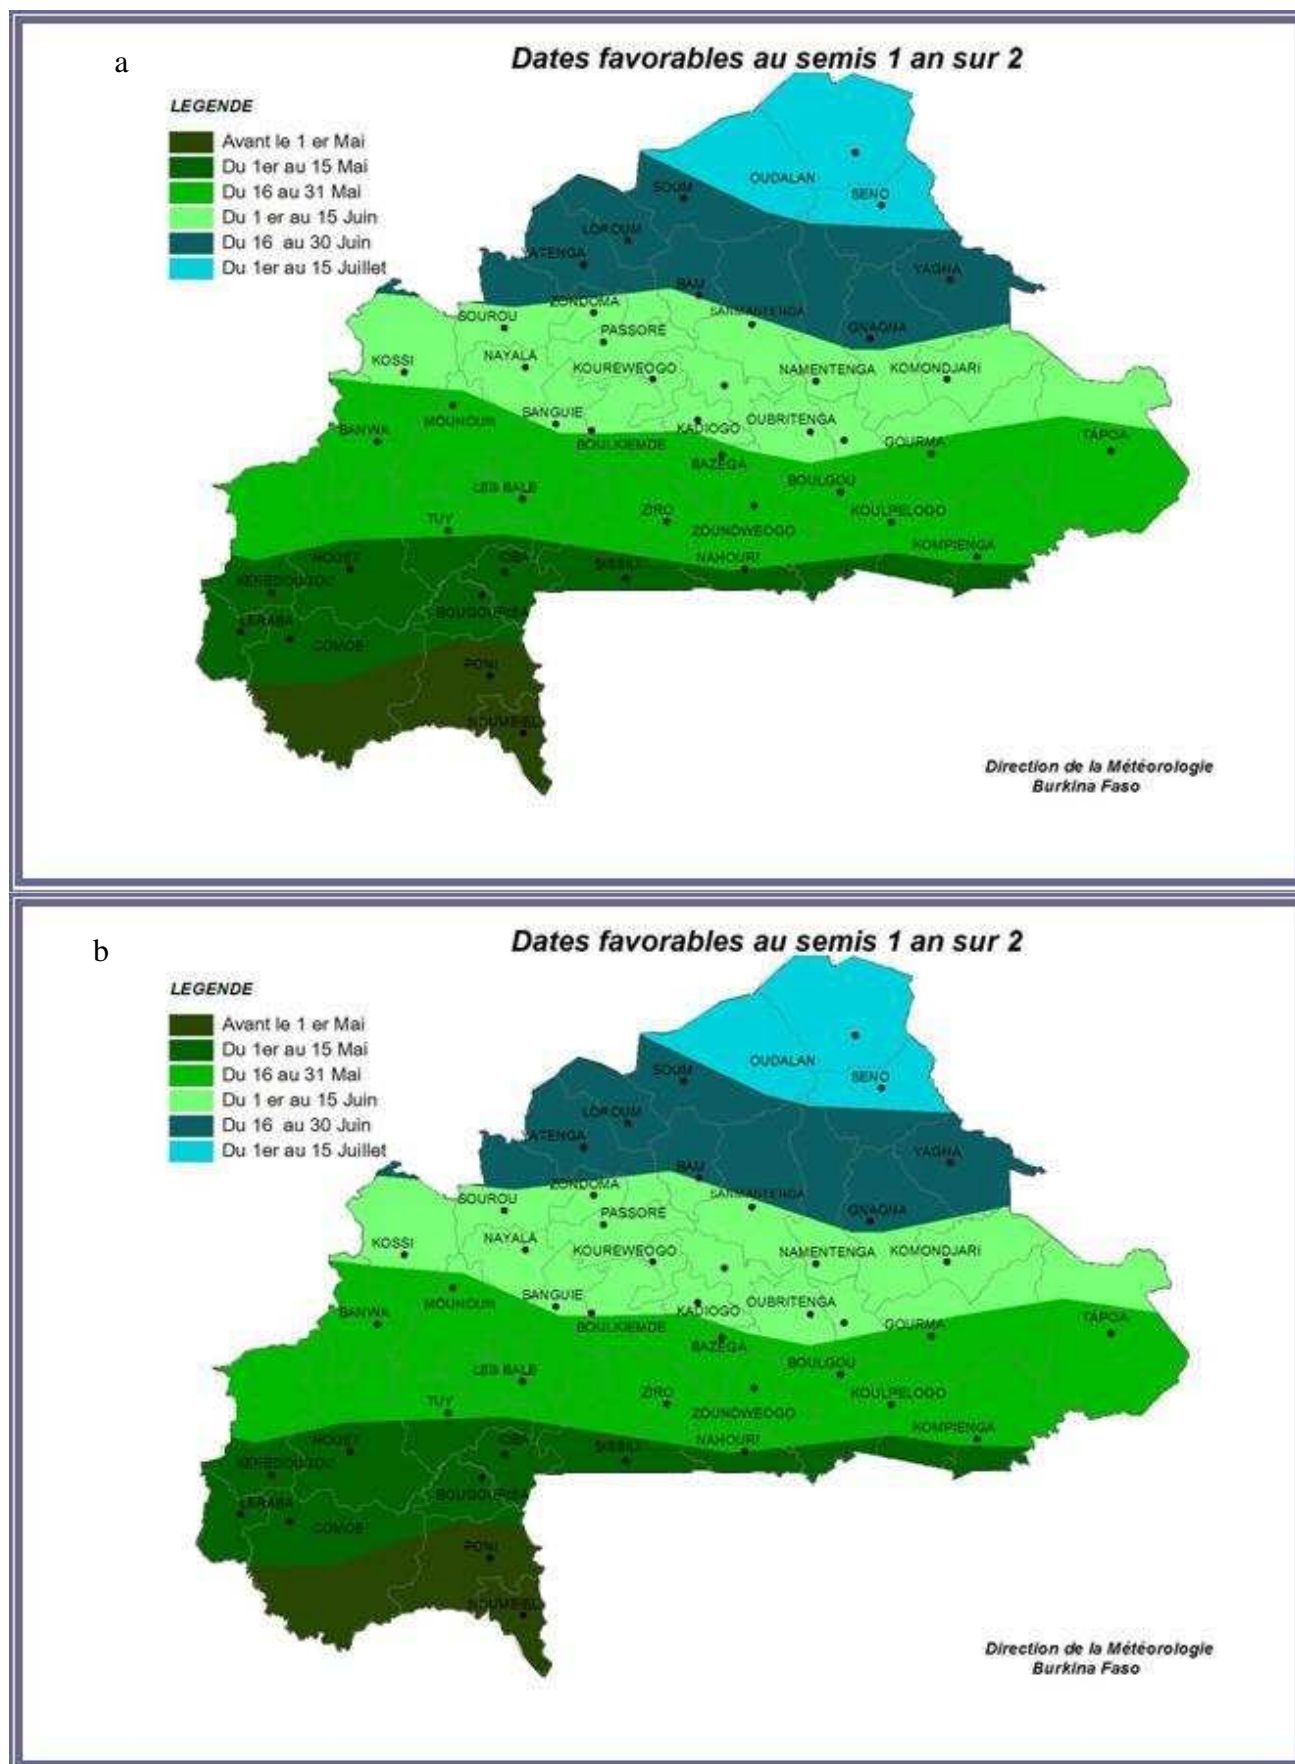 a
Dates favorables au semis 1 an sur 2
LEGENDE
Avant le 1 er Mai
Du 1er au 15 Mai
Du 16 au 31 Mai
Du 1 er au 15 Juin
Du 16 au 30 Juin
Du 1er au 15 Juillet
OUDALAN
SOUM
SENO
LOROUM
YATENGA
YAGNA
BAM
ZONDOMA
SANMANTENGA
SOUROU
PASSORE
GNAGNA
KOSSI
NAYALA
KOUREWEOGO
NAMENTENGA
KOMONDJARI
SANGUIE
MOUHOUR
OUBRITENGA
BANWA
KADIOGO
BOULKIEMDE
GOURMA
TAPOA
BAZEGA
BOULGOU
LES BALE
TUY
ZIRO
KOULPELOGO
ZOUNDWEOGO
KOMPIENGA
HOUET
IOBA
SISSILI
NAHOURI
KENEDOUGOU
BOUGOURIBA
LERABA
COMOE
PONI
NOUMBIEL
Direction de la Météorologie
Burkina Faso
b
Dates favorables au semis 1 an sur 2
LEGENDE
Avant le 1 er Mai
Du 1er au 15 Mai
Du 16 au 31 Mai
Du 1 er au 15 Juin
Du 16 au 30 Juin
Du 1er au 15 Juillet
OUDALAN
SOUM
SENO
LOROUM
YATENGA
YAGNA
BAM
ZONDOMA
SANMANTENGA
SOUROU
PASSORE
GNAGNA
KOSSI
NAYALA
KOUREWEOGO
NAMENTENGA
KOMONDJARI
SANGUIE
MOUHOUR
OUBRITENGA
BANWA
KADIOGO
BOULKIEMDE
GOURMA
TAPOA
BAZEGA
BOULGOU
LES BALE
TUY
ZIRO
KOULPELOGO
ZOUNDWEOGO
KOMPIENGA
HOUET
IOBA
SISSILI
NAHOURI
KENEDOUGOU
BOUGOURIBA
LERABA
COMOE
PONI
NOUMBIEL
Direction de la Météorologie
Burkina Faso